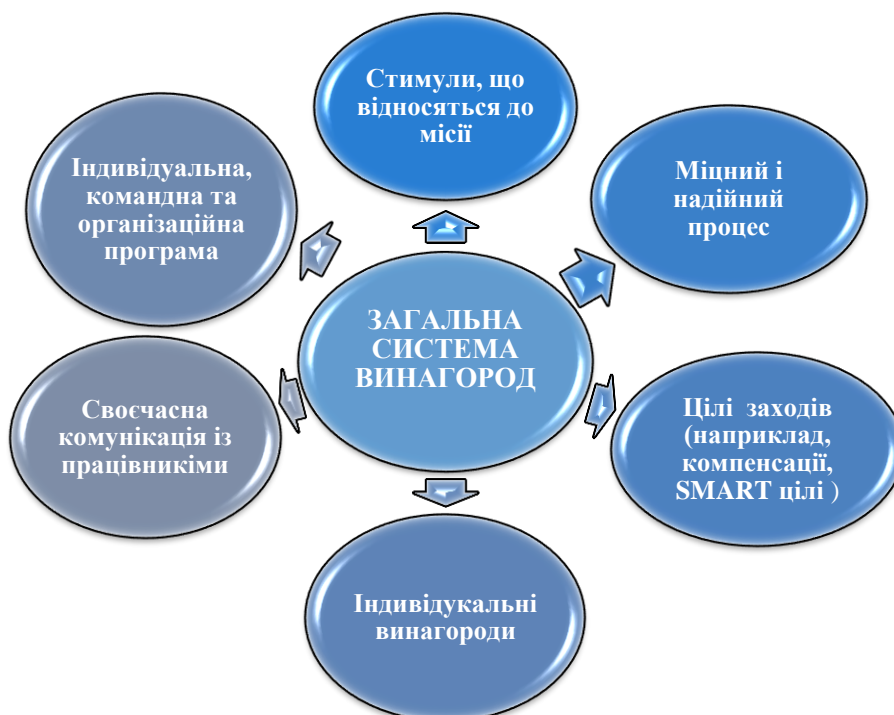 Стимули, що
відносяться до
місії
Міцний і
надійний
процес
Цілі заходів
(наприклад,
компенсації,
SMART цілі )
Індивідукальні
винагороди
Своєчасна
комунікація із
працівникіми
Індивідуальна,
командна та
організаційна
програма
ЗАГАЛЬНА
СИСТЕМА
ВИНАГОРОД